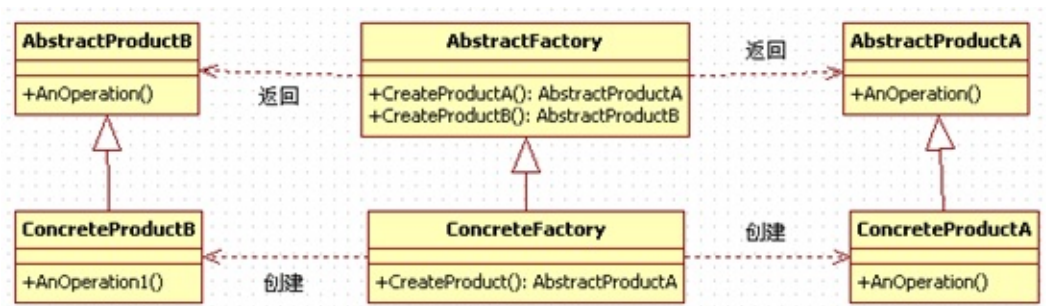 AbstractProductB
+AnOperation()
返回
AbstractFactory
+CreateProductA(): AbstractProductA
+CreateProductB(): AbstractProductB
返回
AbstractProductA
+AnOperation()
ConcreteProductB
+AnOperation1()
创建
ConcreteFactory
+CreateProduct(): AbstractProductA
创建
ConcreteProductA
+AnOperation()